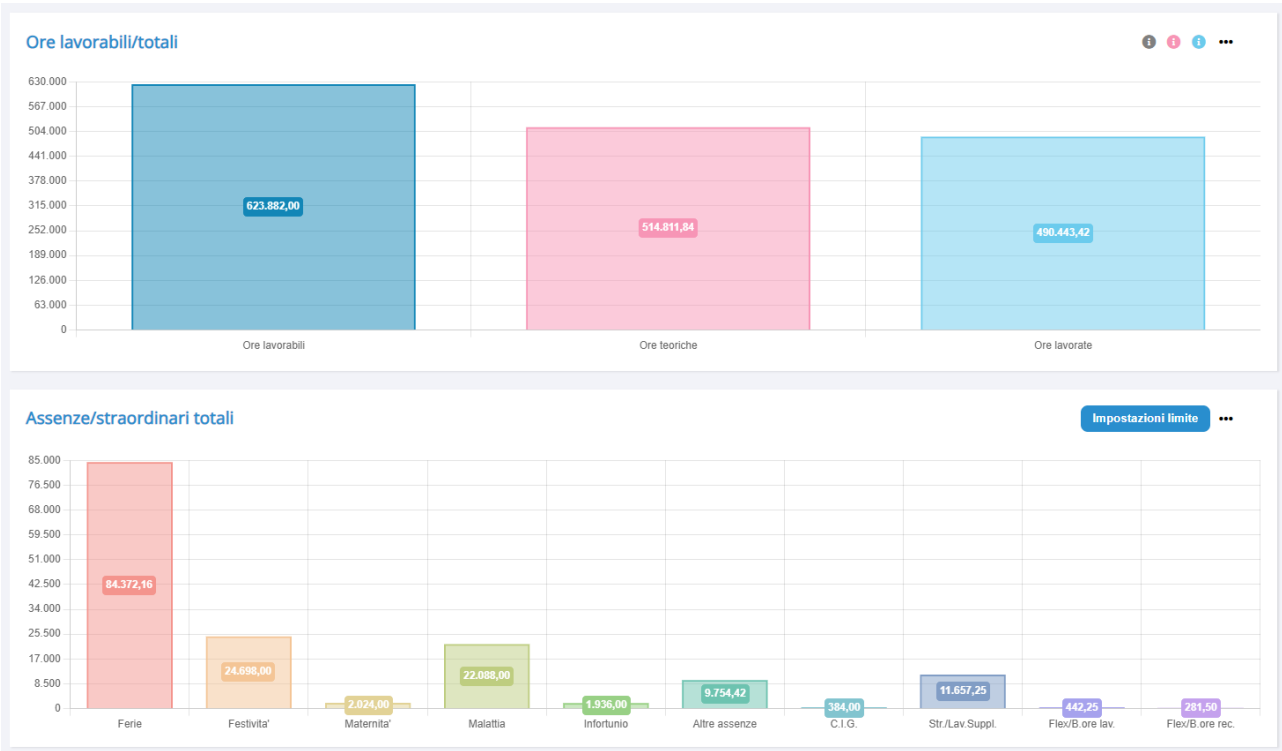 Ore lavorabili/totali
630.000
567.000
504.000
441.000
378.000
315.000
252.000
189.000
126.000
63.000
0
623.882,00
514.811,84
490.443,42
Ore lavorabili
Ore teoriche
Ore lavorate
Assenze/straordinari totali
Impostazioni limite
85.000
76.500
68.000
59.500
51.000
42.500
34.000
25.500
17.000
8.500
0
84.372,16
24.698,00
2.024,00
22.088,00
1.936,00
9.754,42
384,00
11.657,25
442,25
281,50
Ferie
Festivita'
Maternita'
Malattia
Infortunio
Altre assenze
C.I.G.
Str./Lav.Suppl.
Flex/B.ore lav.
Flex/B.ore rec.